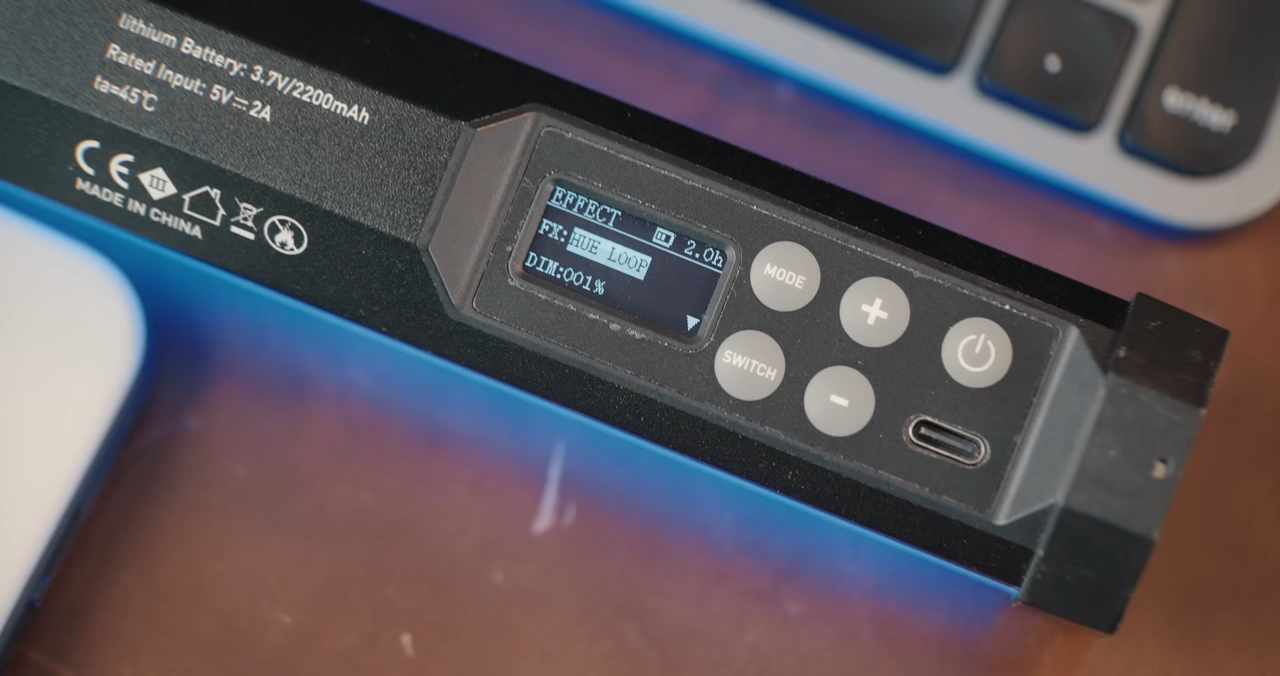 lithium Battery: 3.7V/2200mAh
Rated Input: 5V⎓2A
ta=45℃
CE
III
MADE IN CHINA
EFFECT
2.0h
FX:HUE LOOP
DIM:001%
MODE
+
SWITCH
-
enter